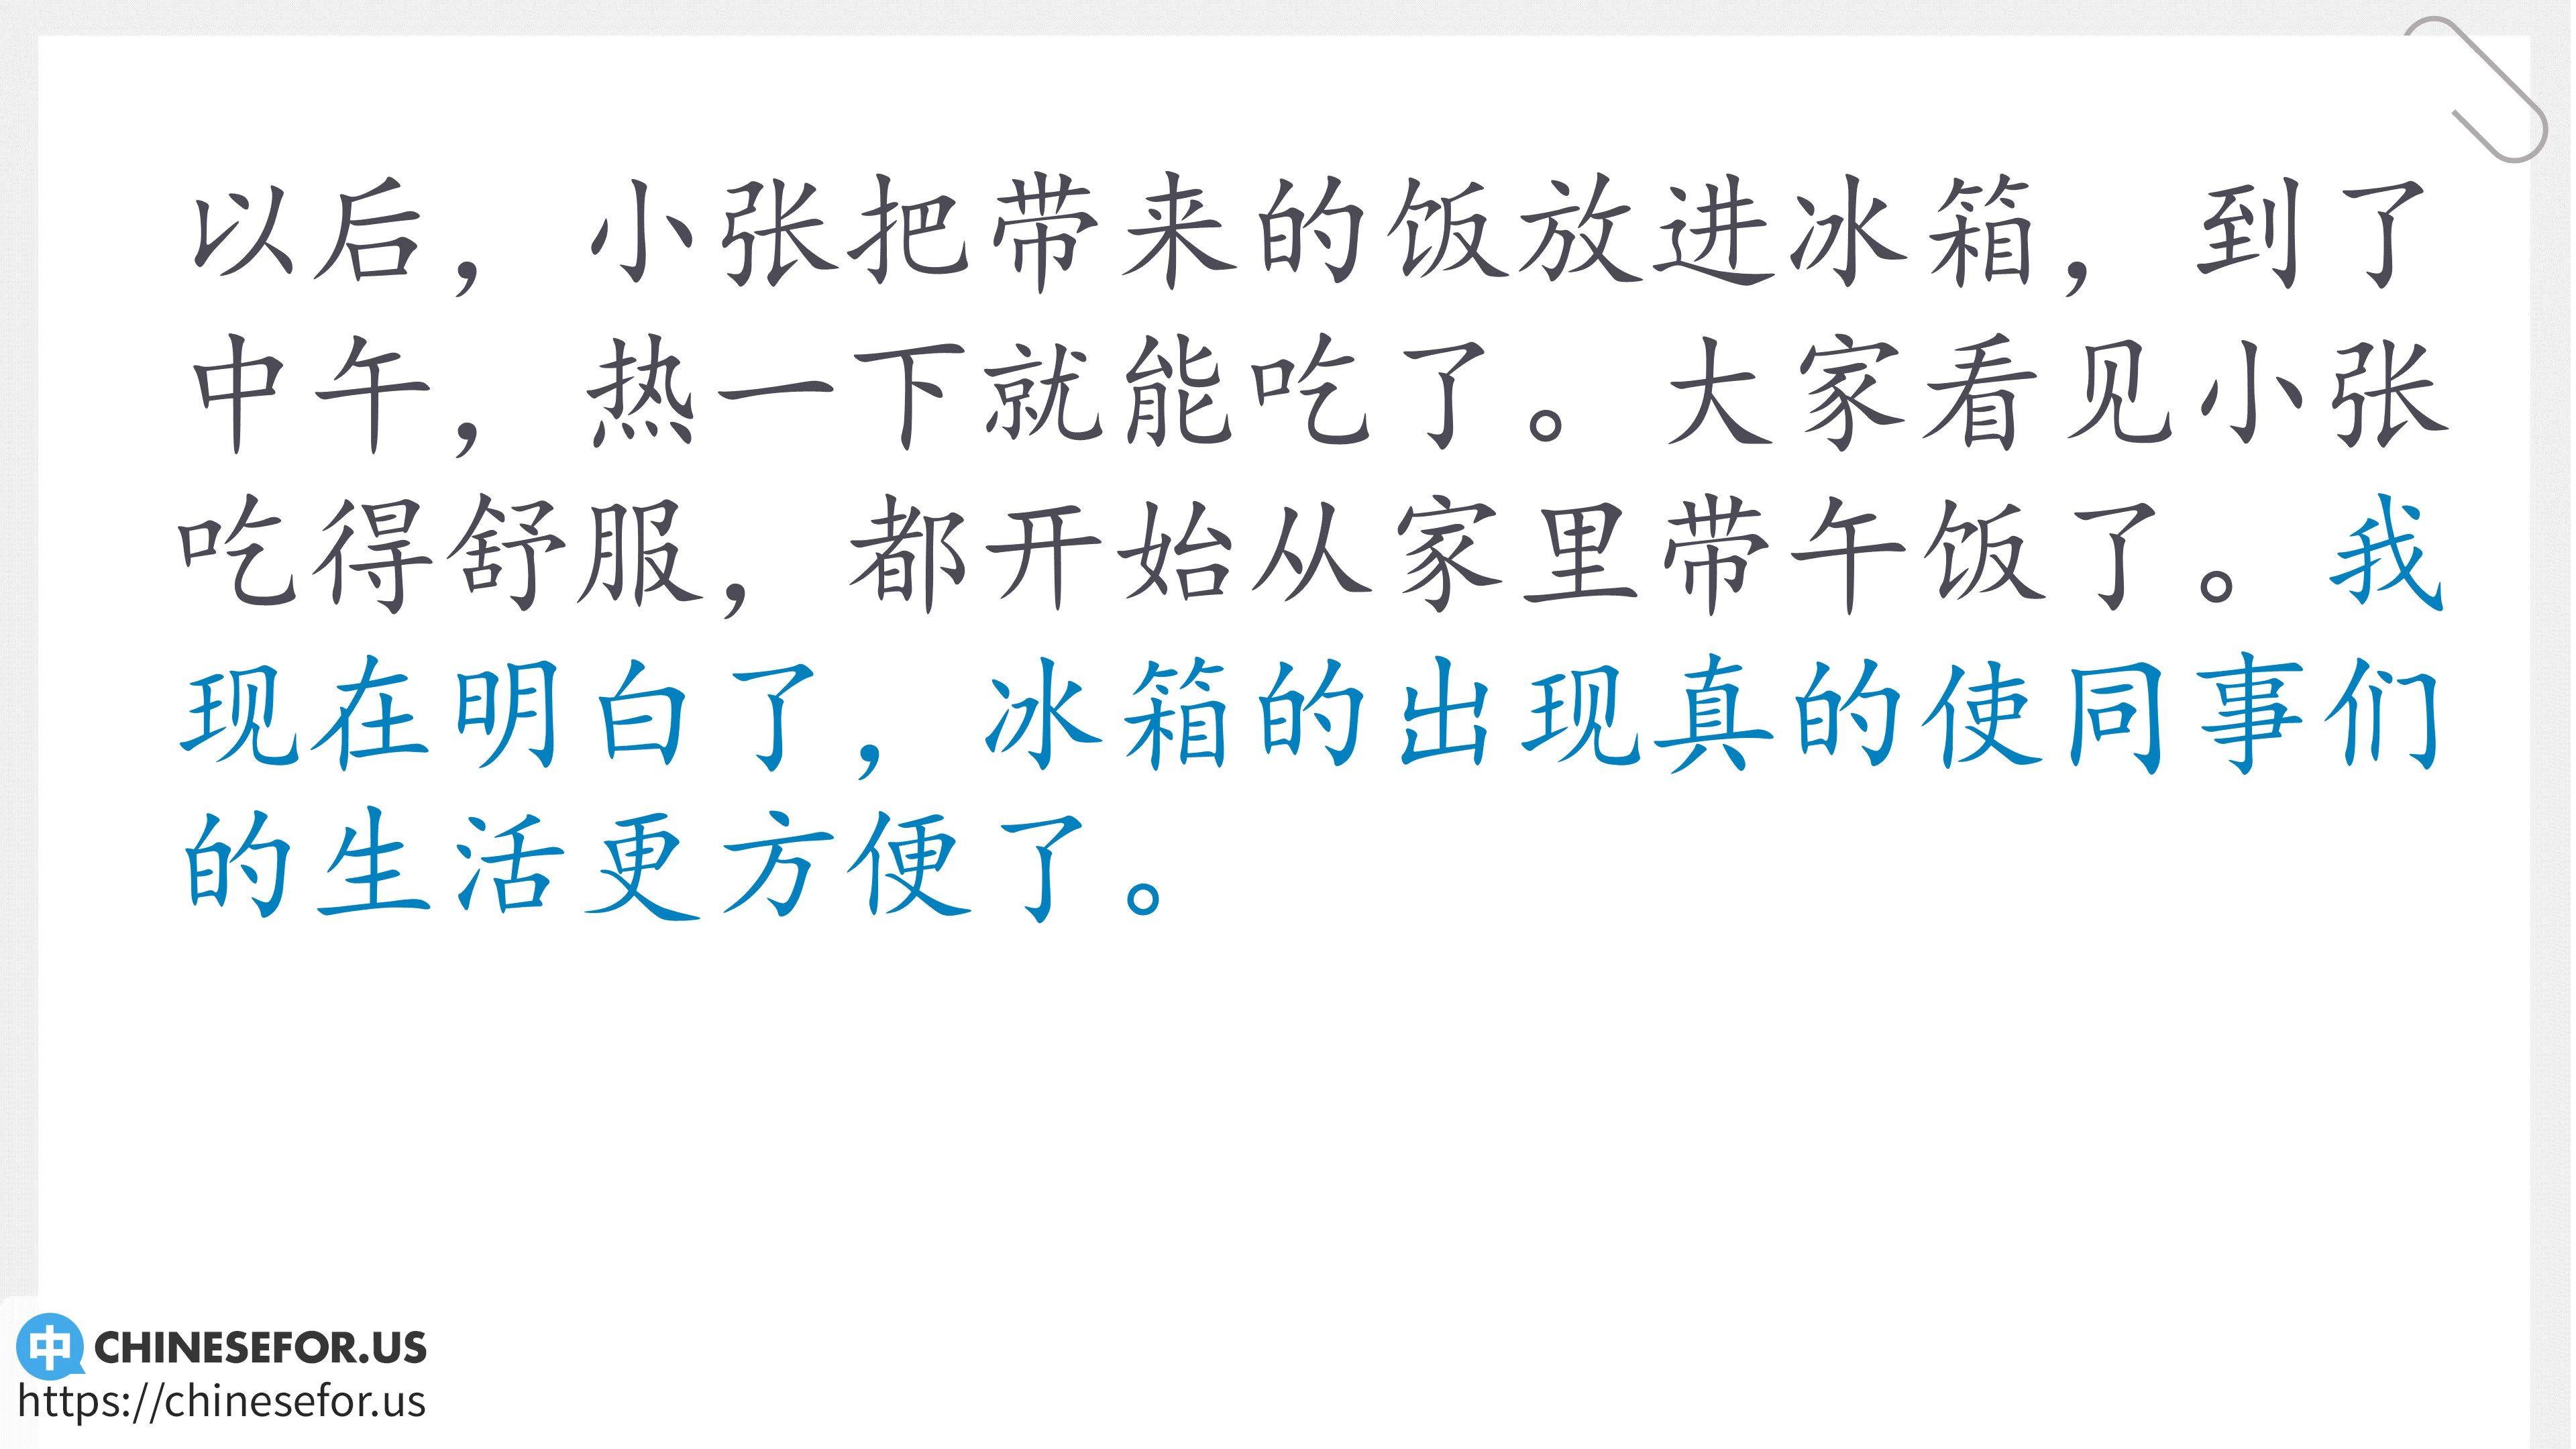 以后，小张把带来的饭放进冰箱，到了
中午，热一下就能吃了。大家看见小张
吃得舒服，都开始从家里带午饭了。我
现在明白了，冰箱的出现真的使同事们
的生活更方便了。
中 CHINESEFOR.US
https://chinesefor.us